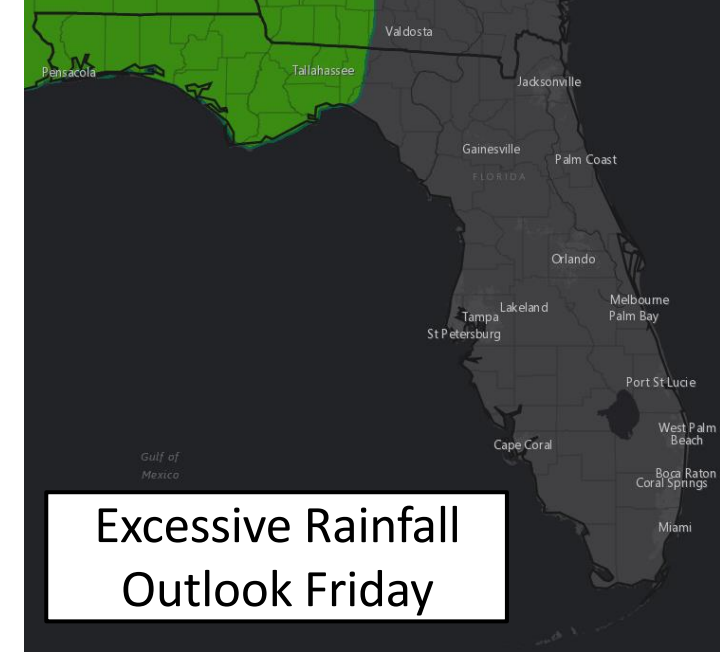 Valdosta
Pensacola
Tallahassee
Jacksonville
Gainesville
Palm Coast
FLORIDA
Orlando
Melbourne
Lakeland
Palm Bay
Tampa
St Petersburg
Port St Lucie
West Palm
Beach
Cape Coral
Gulf of
Mexico
Boca Raton
Coral Springs
Miami
Excessive Rainfall
Outlook Friday